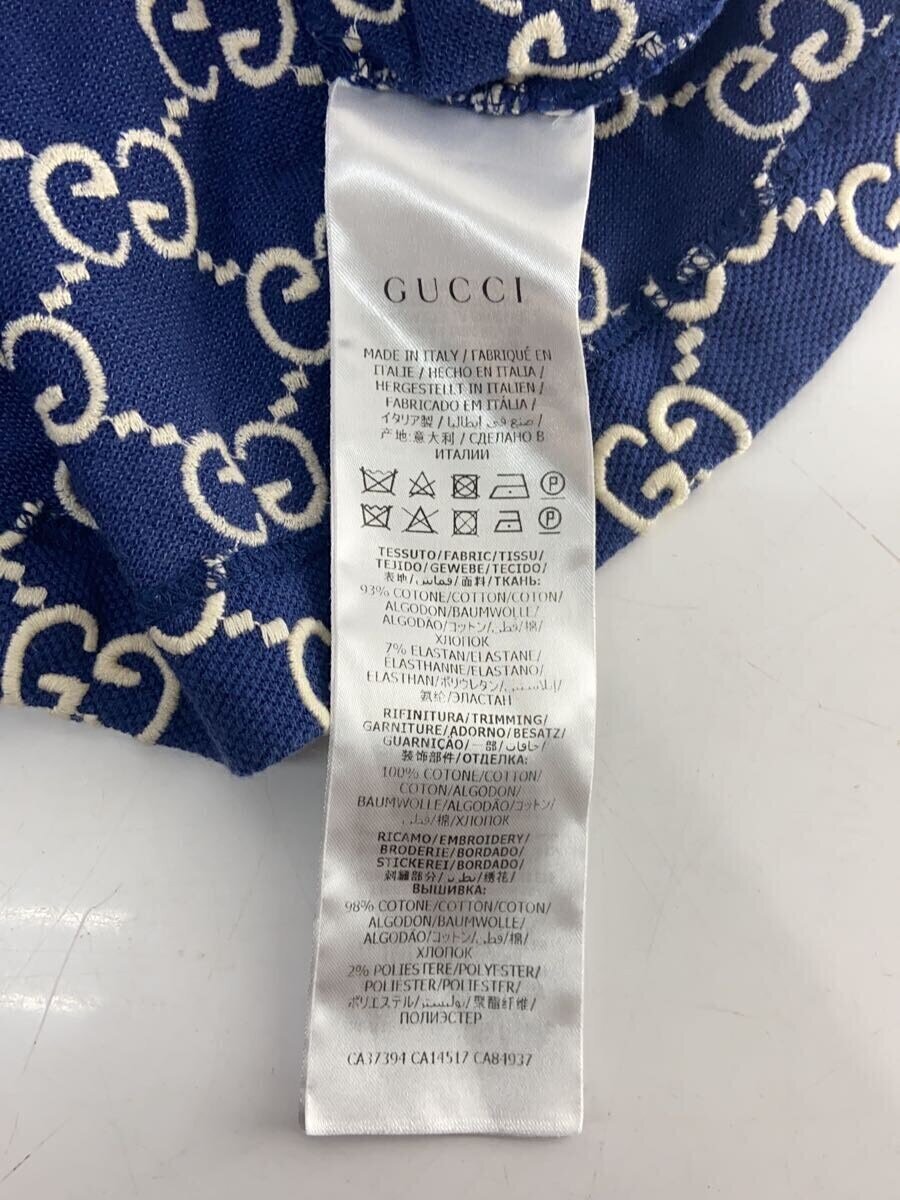 GUCCI
MADE IN ITALY / FABRIQUÉ EN
ITALIE / HECHO EN ITALIA /
HERGESTELLT IN ITALIEN /
FABRICADO EM ITÁLIA /
イタリア製 / صنع في ايطاليا /
产地:意大利 / СДЕЛАНО В
ИТАЛИИ
P
P
TESSUTO/FABRIC/TISSU/
TEJIDO/GEWEBE/TECIDO/
表地/قماش/面料/ТКАНЬ:
93% COTONE/COTTON/COTON/
ALGODON/BAUMWOLLE/
ALGODÃO/コットン/قطن/棉/
ХЛОПОК
7% ELASTAN/ELASTANE/
ELASTHANNE/ELASTANO/
ELASTHAN/ポリウレタン/إيلاستين/
氨纶/ЭЛАСТАН
RIFINITURA/TRIMMING/
GARNITURE/ADORNO/BESATZ/
GUARNIÇÃO/一部/حافات/
装饰部件/ОТДЕЛКА:
100% COTONE/COTTON/
COTON/ALGODON/
BAUMWOLLE/ALGODÃO/コットン/
قطن/棉/ХЛОПОК
RICAMO/EMBROIDERY/
BRODERIE/BORDADO/
STICKEREI/BORDADO/
刺繍部分/تطريز/绣花/
ВЫШИВКА:
98% COTONE/COTTON/COTON/
ALGODON/BAUMWOLLE/
ALGODÃO/コットン/قطن/棉/
ХЛОПОК
2% POLIESTERE/POLYESTER/
POLIESTER/POLIESTER/
ポリエステル/بوليستر/聚酯纤维/
ПОЛИЭСТЕР
CA37394 CA14517 CA84937